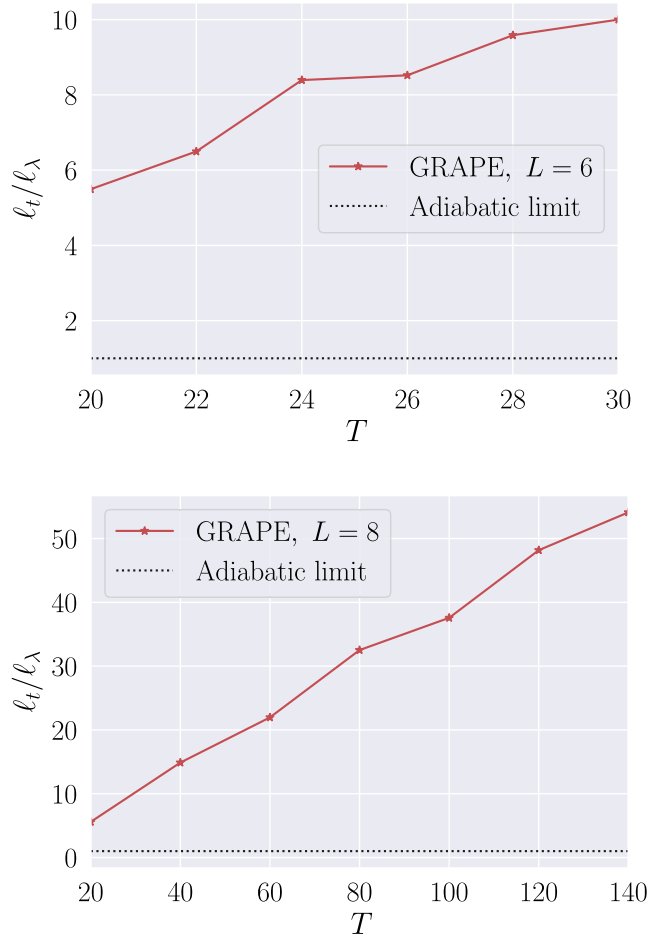 10
8
6
4
2
ℓ_t/ℓ_λ
GRAPE, L = 6
Adiabatic limit
20 22 24 26 28 30
T
50
40
30
20
10
0
ℓ_t/ℓ_λ
GRAPE, L = 8
Adiabatic limit
20 40 60 80 100 120 140
T